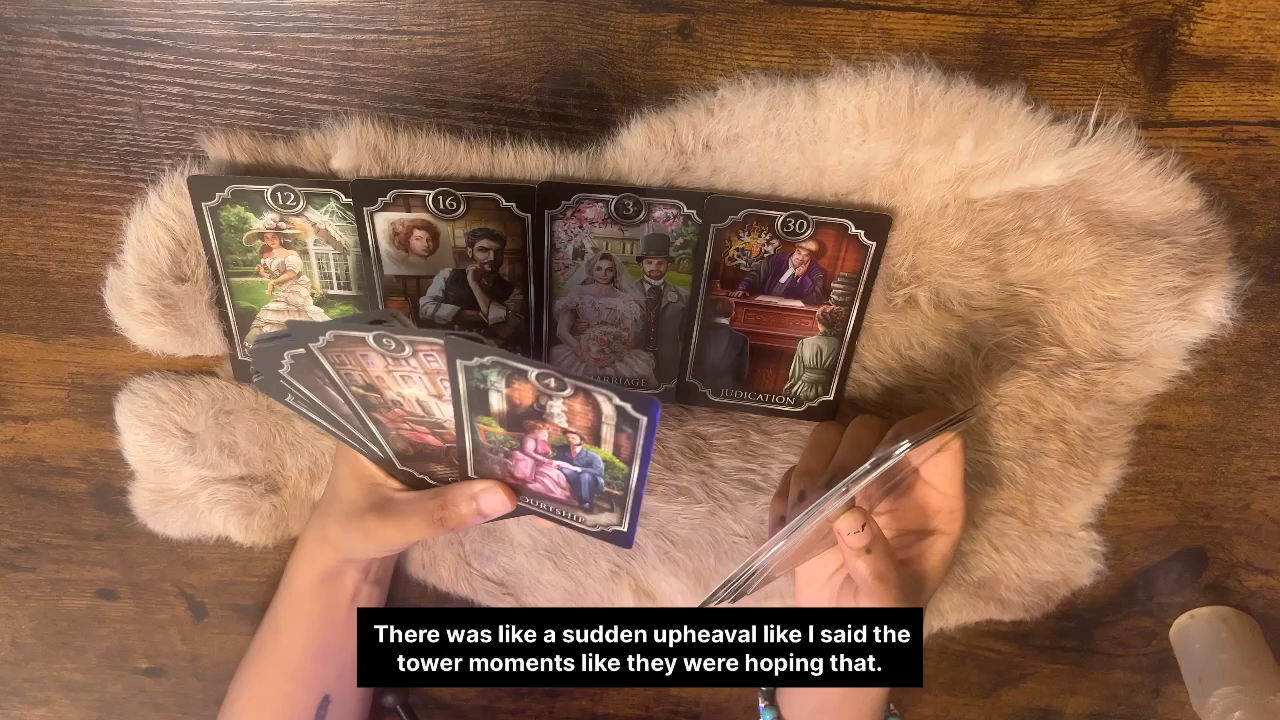 12
16
3
30
MARRIAGE
JUDICATION
9
4
COURTSHIP
There was like a sudden upheaval like I said the
tower moments like they were hoping that.